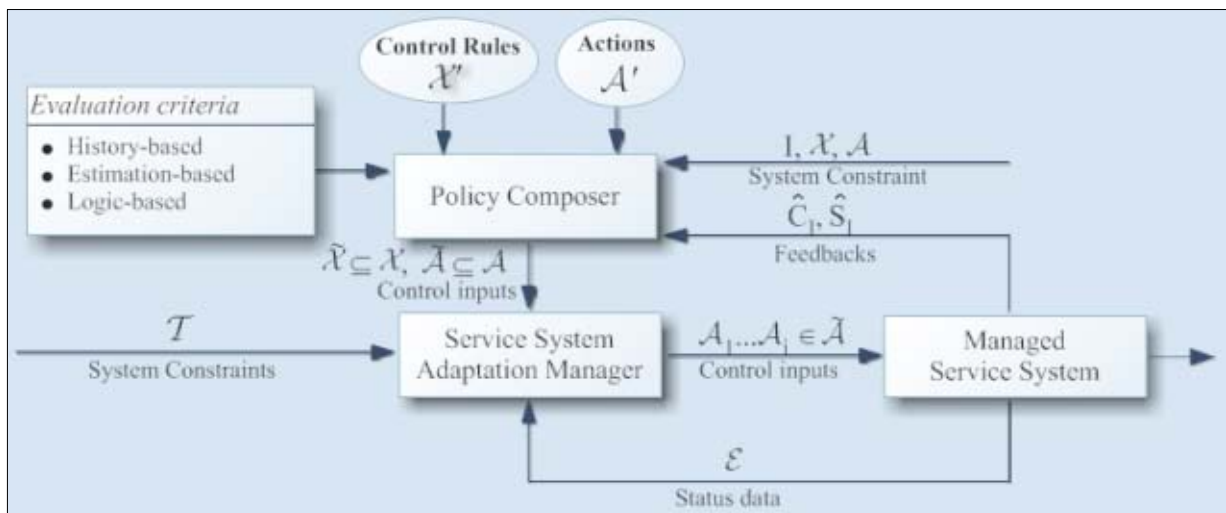 Control Rules
𝒳'
Actions
𝒜'
Evaluation criteria
● History-based
● Estimation-based
● Logic-based
Policy Composer
I, 𝒳, 𝒜
System Constraint
Ĉ_I, Ŝ_I
Feedbacks
𝒳̃ ⊆ 𝒳, 𝒜̃ ⊆ 𝒜
Control inputs
𝒯
System Constraints
Service System
Adaptation Manager
𝒜_1...𝒜_i ∈ 𝒜̃
Control inputs
Managed
Service System
ℰ
Status data